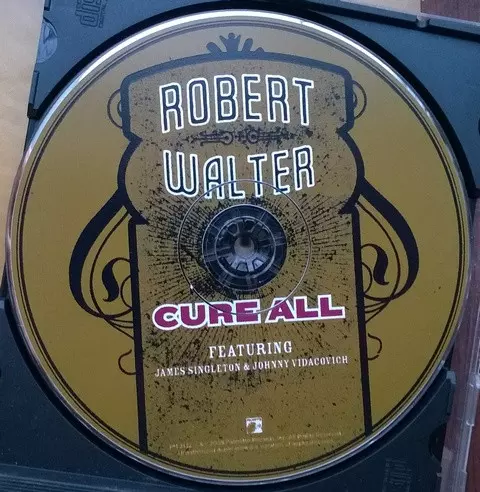 ROBERT
WALTER
CURE ALL
FEATURING
JAMES SINGLETON & JOHNNY VIDACOVICH